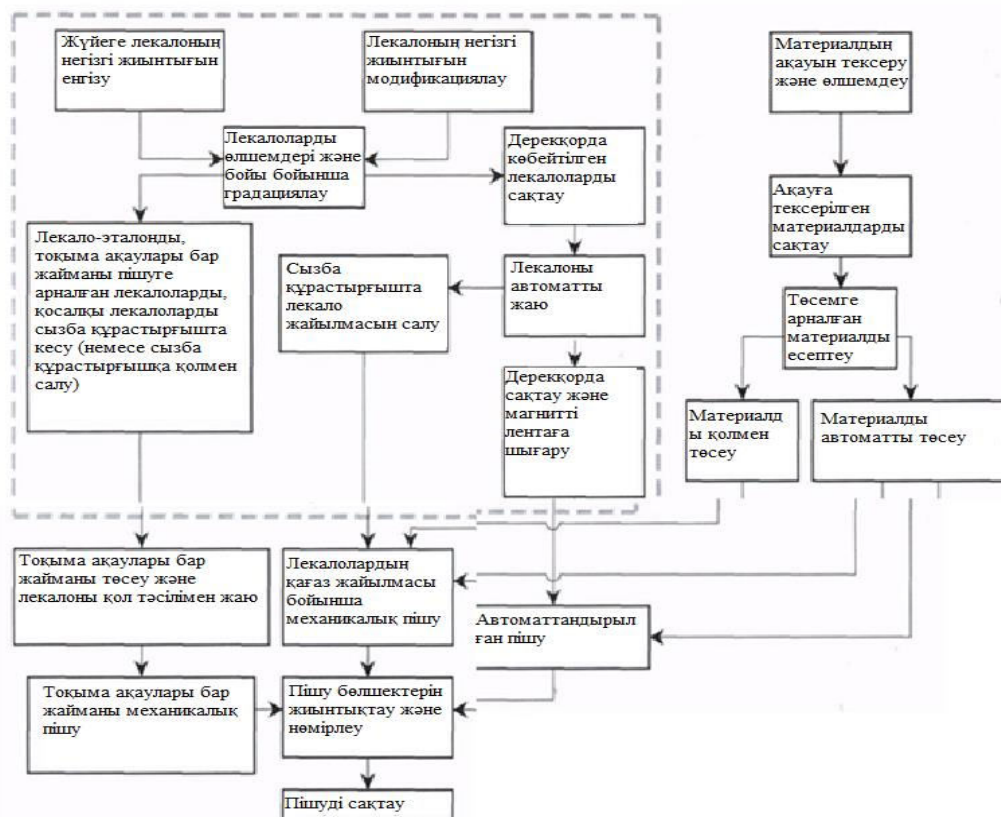 Жүйеге лекалоның
негізгі жиынтығын
енгізу
Лекалоның негізгі
жиынтығын
модификациялау
Материалдың
ақауын тексеру
және өлшемдеу
Лекалоларды
өлшемдері және
бойы бойынша
градациялау
Дерекқорда
көбейтілген
лекалоларды
сақтау
Ақауға
тексерілген
материалдарды
сақтау
Лекало-эталонды,
тоқыма ақаулары бар
жайманы пішуге
арналған лекалоларды,
қосалқы лекалоларды
сызба құрастырғышта
кесу (немесе сызба
құрастырғышқа қолмен
салу)
Сызба
құрастырғышта
лекало
жайылмасын салу
Лекалоны
автоматты
жаю
Төсемге
арналған
материалды
есептеу
Дерекқорда
сақтау және
магнитті
лентаға
шығару
Материалд
ы қолмен
төсеу
Материалды
автоматты төсеу
Тоқыма ақаулары бар
жайманы төсеу және
лекалоны қол тәсілімен жаю
Лекалолардың
қағаз жайылмасы
бойынша
механикалық пішу
Автоматтандырыл
ған пішу
Тоқыма ақаулары бар
жайманы механикалық
пішу
Пішу бөлшектерін
жиынтықтау және
нөмірлеу
Пішуді сақтау